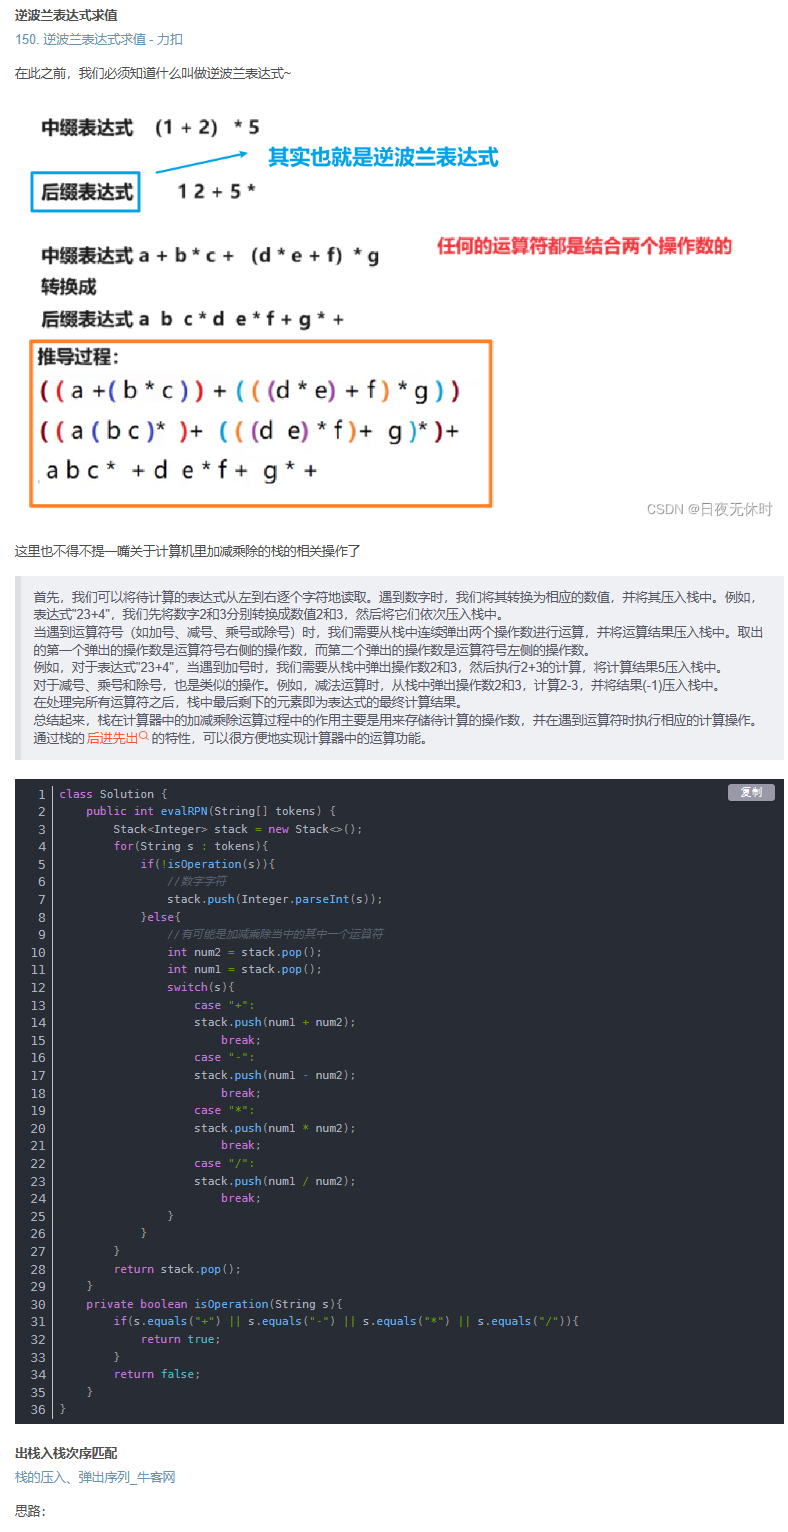 逆波兰表达式求值
150. 逆波兰表达式求值 - 力扣
在此之前，我们必须知道什么叫做逆波兰表达式~
中缀表达式 (1 + 2) * 5
其实也就是逆波兰表达式
后缀表达式 1 2 + 5 *
任何的运算符都是结合两个操作数的
中缀表达式 a + b * c + (d * e + f) * g
转换成
后缀表达式 a b c * d e * f + g * +
推导过程：
( ( a +( b * c ) ) + ( ( (d * e) + f ) * g ) )
( ( a ( b c )* )+ ( ( (d e) * f )+ g )* )+
a b c * + d e * f + g * +
CSDN @日夜无休时
这里也不得不提一嘴关于计算机里加减乘除的栈的相关操作了
首先，我们可以将待计算的表达式从左到右逐个字符地读取。遇到数字时，我们将其转换为相应的数值，并将其压入栈中。例如，
表达式"23+4"，我们先将数字2和3分别转换成数值2和3，然后将它们依次压入栈中。
当遇到运算符号（如加号、减号、乘号或除号）时，我们需要从栈中连续弹出两个操作数进行运算，并将运算结果压入栈中。取出
的第一个弹出的操作数是运算符号右侧的操作数，而第二个弹出的操作数是运算符号左侧的操作数。
例如，对于表达式"23+4"，当遇到加号时，我们需要从栈中弹出操作数2和3，然后执行2+3的计算，将计算结果5压入栈中。
对于减号、乘号和除号，也是类似的操作。例如，减法运算时，从栈中弹出操作数2和3，计算2-3，并将结果(-1)压入栈中。
在处理完所有运算符之后，栈中最后剩下的元素即为表达式的最终计算结果。
总结起来，栈在计算器中的加减乘除运算过程中的作用主要是用来存储待计算的操作数，并在遇到运算符时执行相应的计算操作。
通过栈的后进先出的特性，可以很方便地实现计算器中的运算功能。
复制
1 class Solution {
2 public int evalRPN(String[] tokens) {
3 Stack<Integer> stack = new Stack<>();
4 for(String s : tokens){
5 if(!isOperation(s)){
6 //数字字符
7 stack.push(Integer.parseInt(s));
8 }else{
9 //有可能是加减乘除当中的其中一个运算符
10 int num2 = stack.pop();
11 int num1 = stack.pop();
12 switch(s){
13 case "+":
14 stack.push(num1 + num2);
15 break;
16 case "-":
17 stack.push(num1 - num2);
18 break;
19 case "*":
20 stack.push(num1 * num2);
21 break;
22 case "/":
23 stack.push(num1 / num2);
24 break;
25 }
26 }
27 }
28 return stack.pop();
29 }
30 private boolean isOperation(String s){
31 if(s.equals("+") || s.equals("-") || s.equals("*") || s.equals("/")){
32 return true;
33 }
34 return false;
35 }
36 }
出栈入栈次序匹配
栈的压入、弹出序列_牛客网
思路：